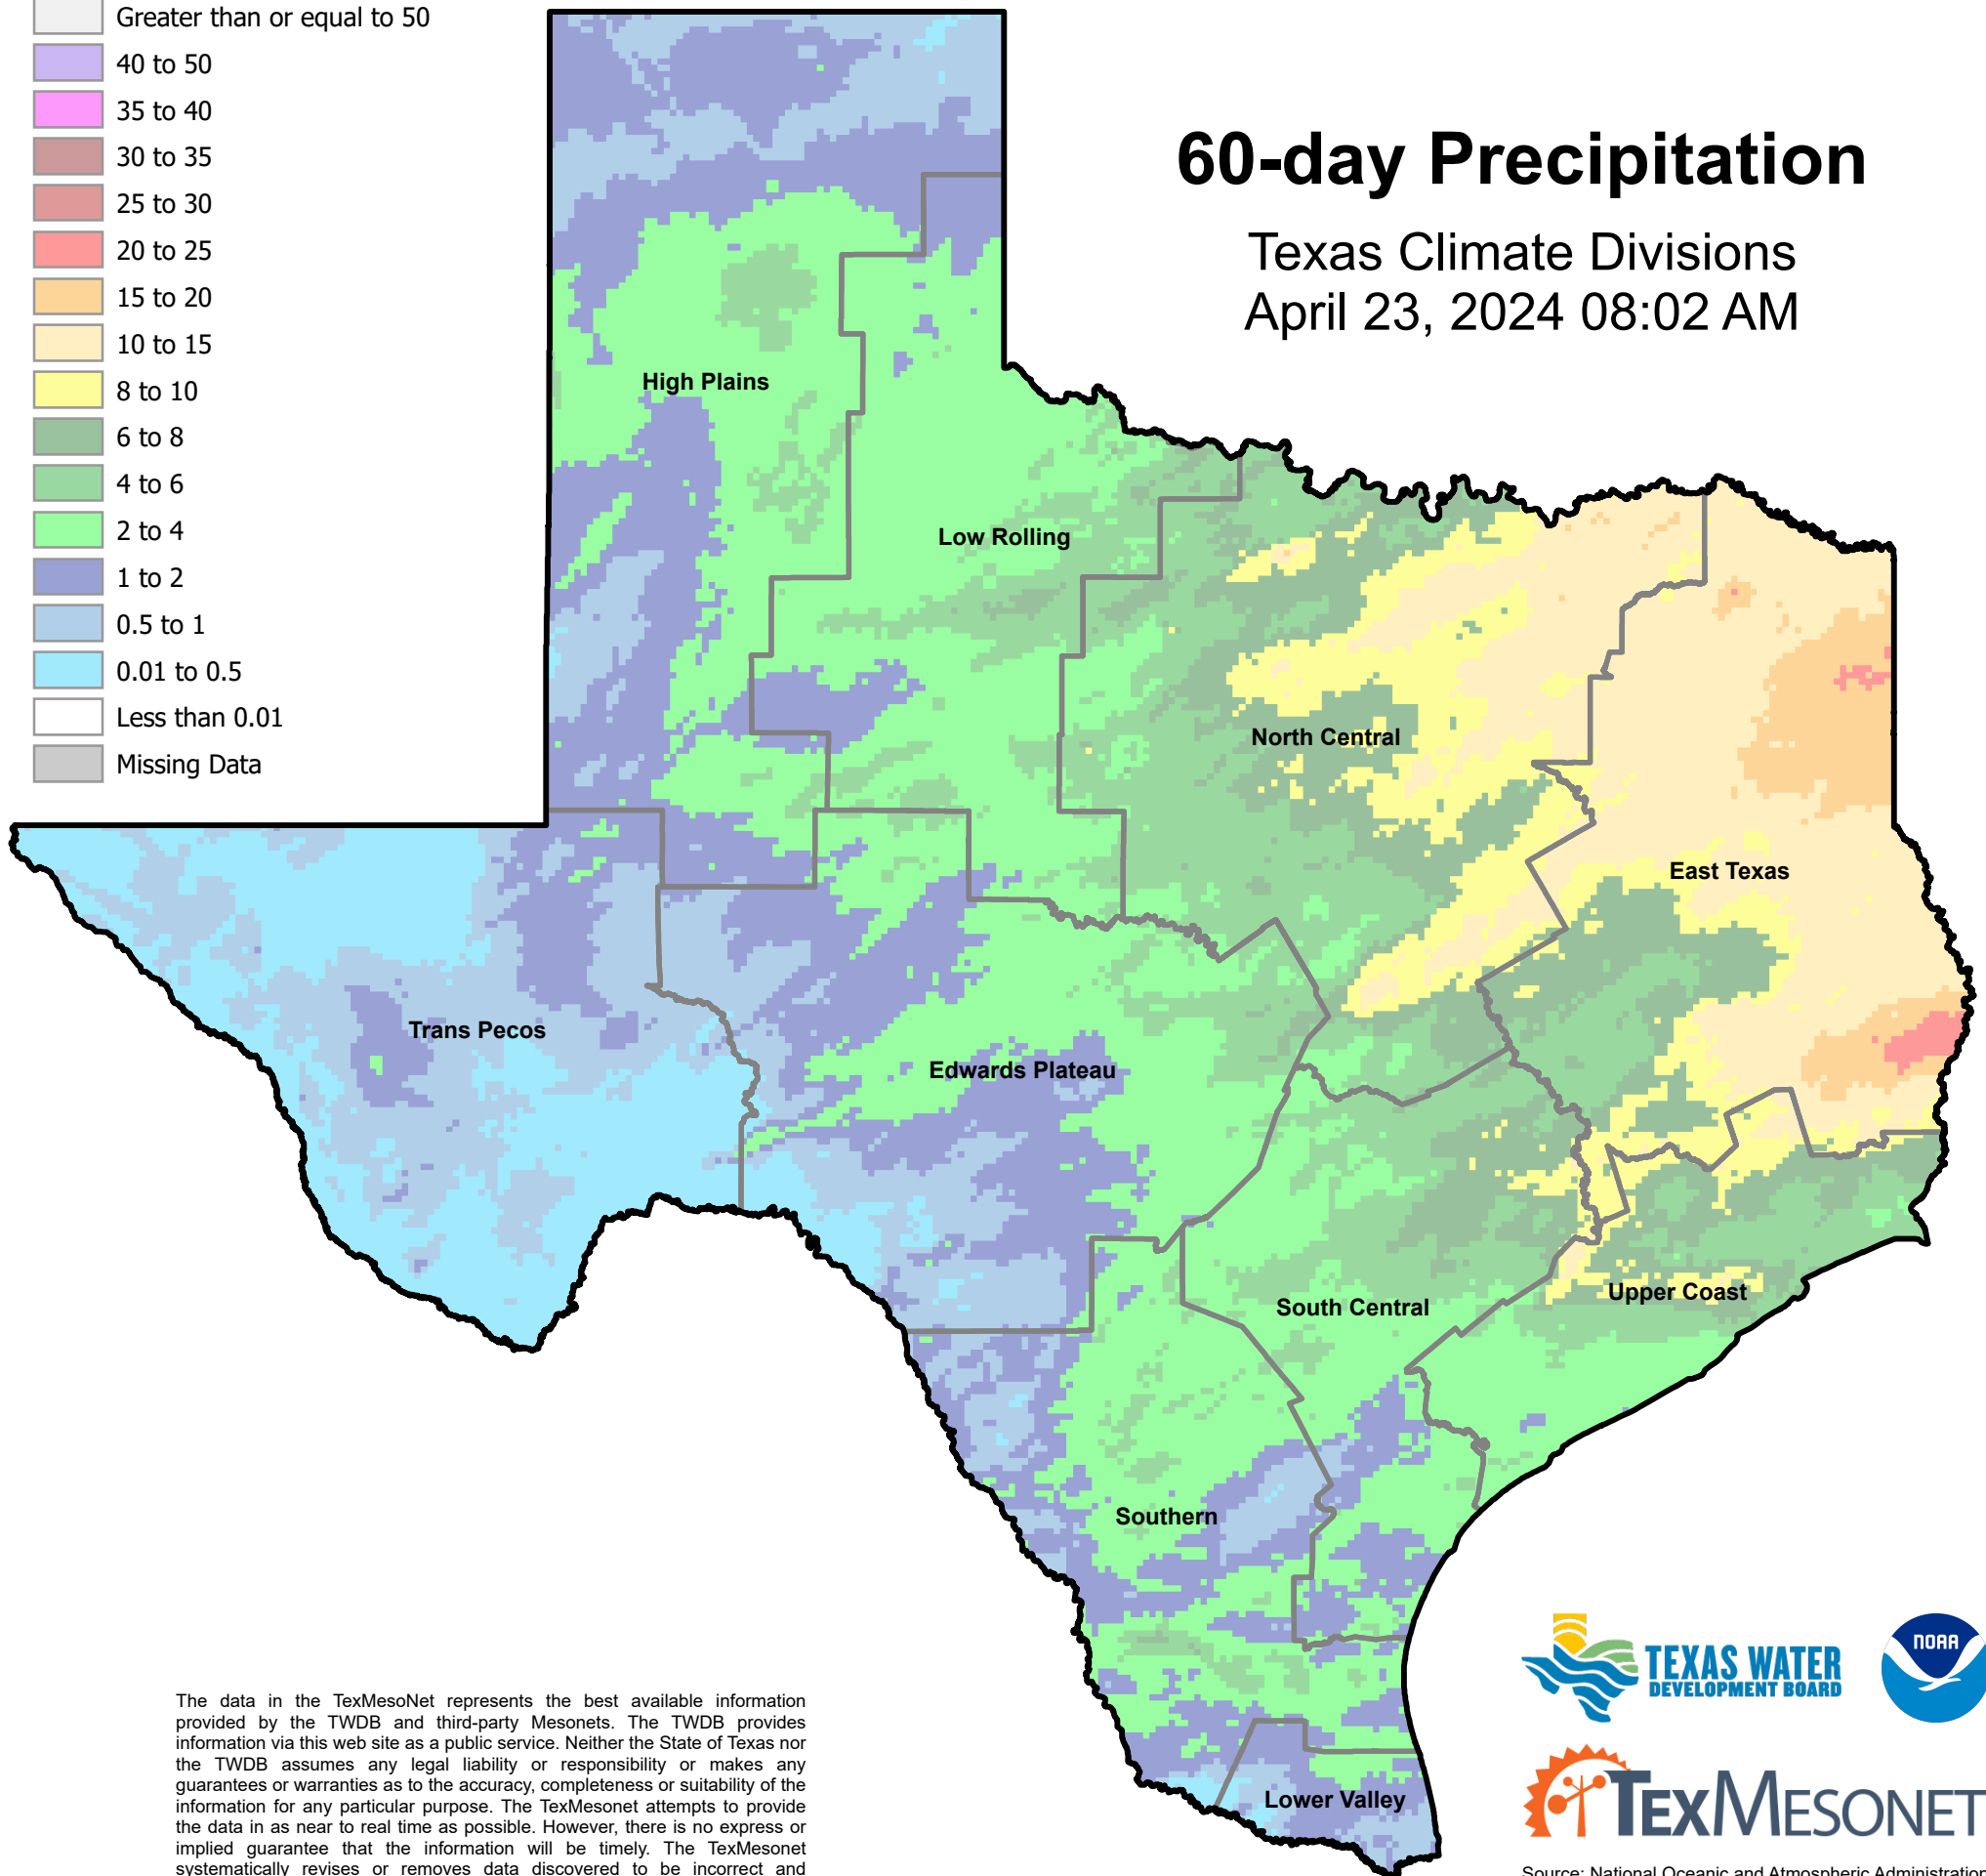 Greater than or equal to 50
40 to 50
35 to 40
30 to 35
25 to 30
20 to 25
15 to 20
10 to 15
8 to 10
6 to 8
4 to 6
2 to 4
1 to 2
0.5 to 1
0.01 to 0.5
Less than 0.01
Missing Data
60-day Precipitation
Texas Climate Divisions
April 23, 2024 08:02 AM
High Plains
Low Rolling
North Central
East Texas
Trans Pecos
Edwards Plateau
South Central
Upper Coast
Southern
Lower Valley
The data in the TexMesoNet represents the best available information
provided by the TWDB and third-party Mesonets. The TWDB provides
information via this web site as a public service. Neither the State of Texas nor
the TWDB assumes any legal liability or responsibility or makes any
guarantees or warranties as to the accuracy, completeness or suitability of the
information for any particular purpose. The TexMesonet attempts to provide
the data in as near to real time as possible. However, there is no express or
implied guarantee that the information will be timely. The TexMesonet
systematically revises or removes data discovered to be incorrect and
TEXAS WATER
DEVELOPMENT BOARD
NOAA
TEXMESONET
Source: National Oceanic and Atmospheric Administration